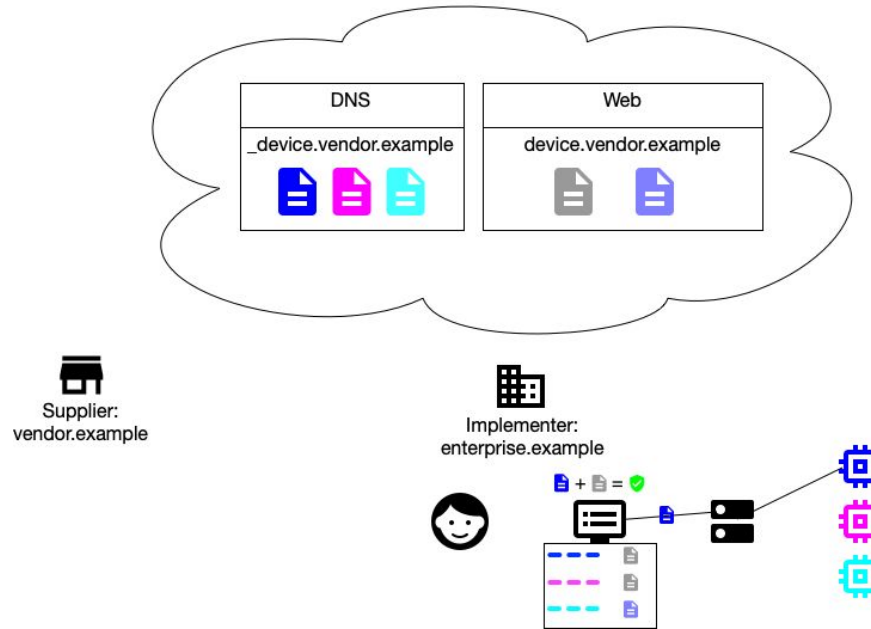 DNS
Web
_device.vendor.example
device.vendor.example
Supplier:
vendor.example
Implementer:
enterprise.example
+ =